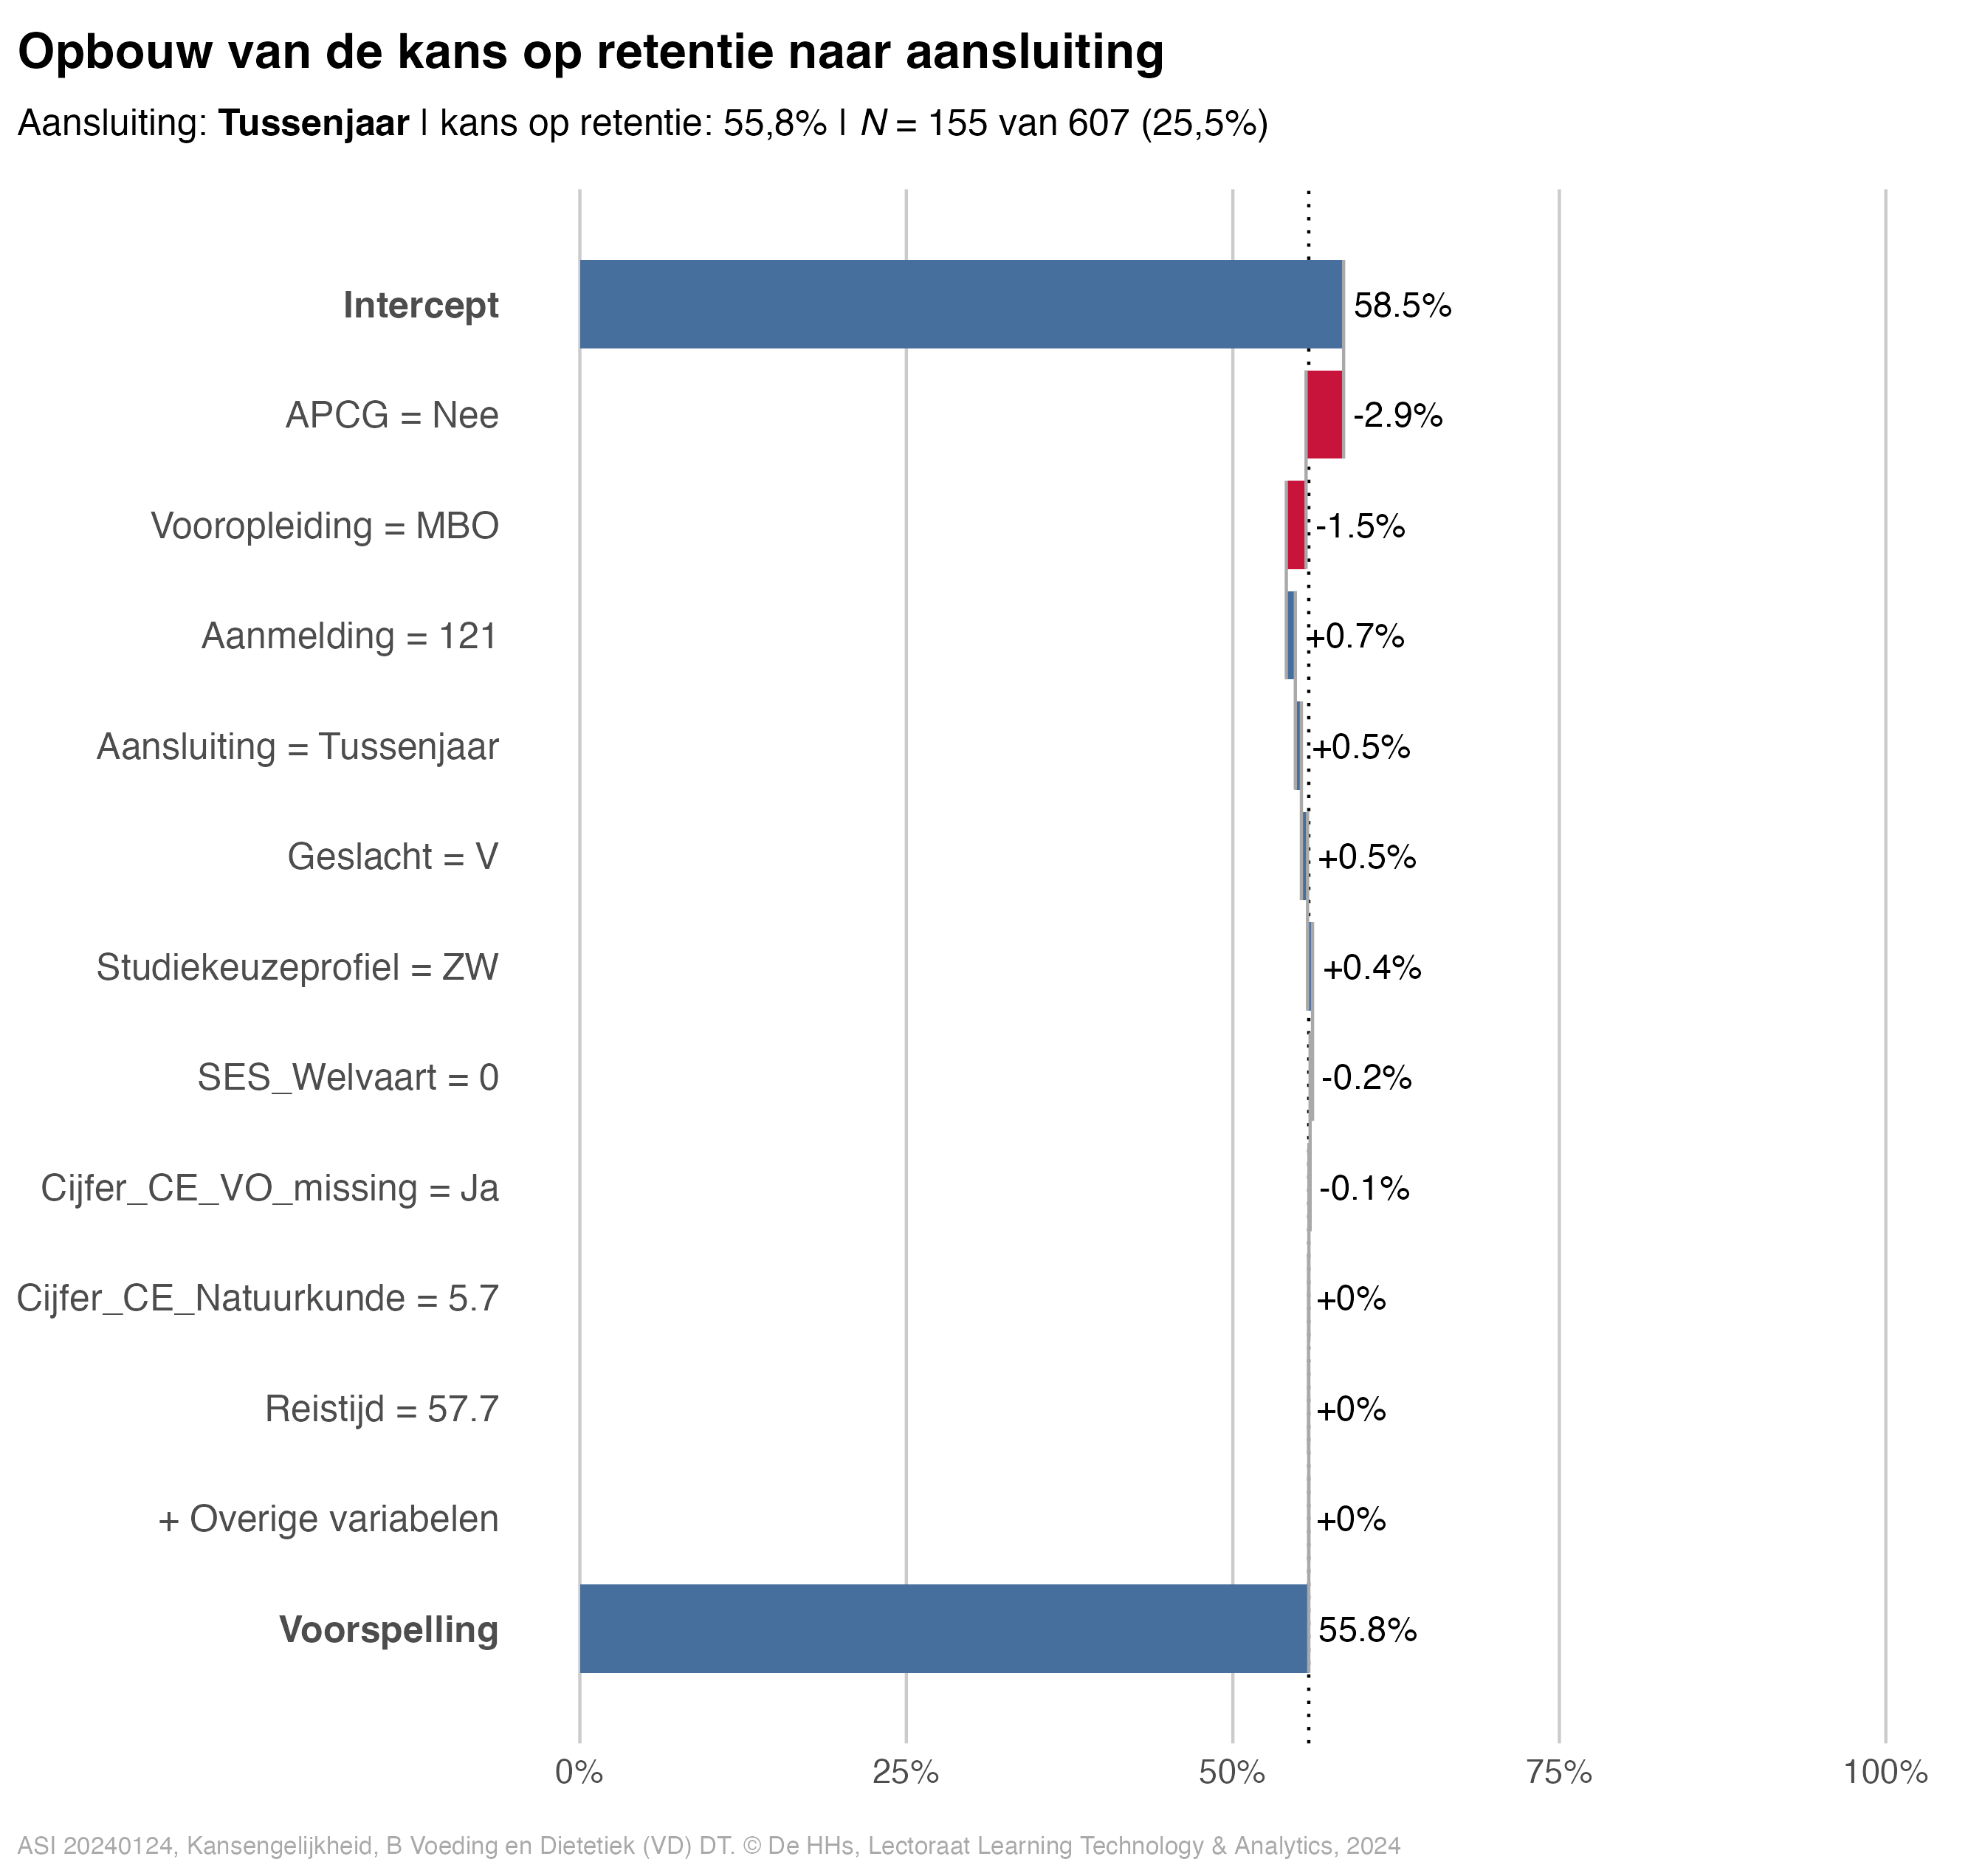 Opbouw van de kans op retentie naar aansluiting
Aansluiting: Tussenjaar | kans op retentie: 55,8% | N = 155 van 607 (25,5%)
Intercept 58.5%
APCG = Nee -2.9%
Vooropleiding = MBO -1.5%
Aanmelding = 121 +0.7%
Aansluiting = Tussenjaar +0.5%
Geslacht = V +0.5%
Studiekeuzeprofiel = ZW +0.4%
SES_Welvaart = 0 -0.2%
Cijfer_CE_VO_missing = Ja -0.1%
Cijfer_CE_Natuurkunde = 5.7 +0%
Reistijd = 57.7 +0%
+ Overige variabelen +0%
Voorspelling 55.8%
0% 25% 50% 75% 100%
ASI 20240124, Kansengelijkheid, B Voeding en Dietetiek (VD) DT. © De HHs, Lectoraat Learning Technology & Analytics, 2024